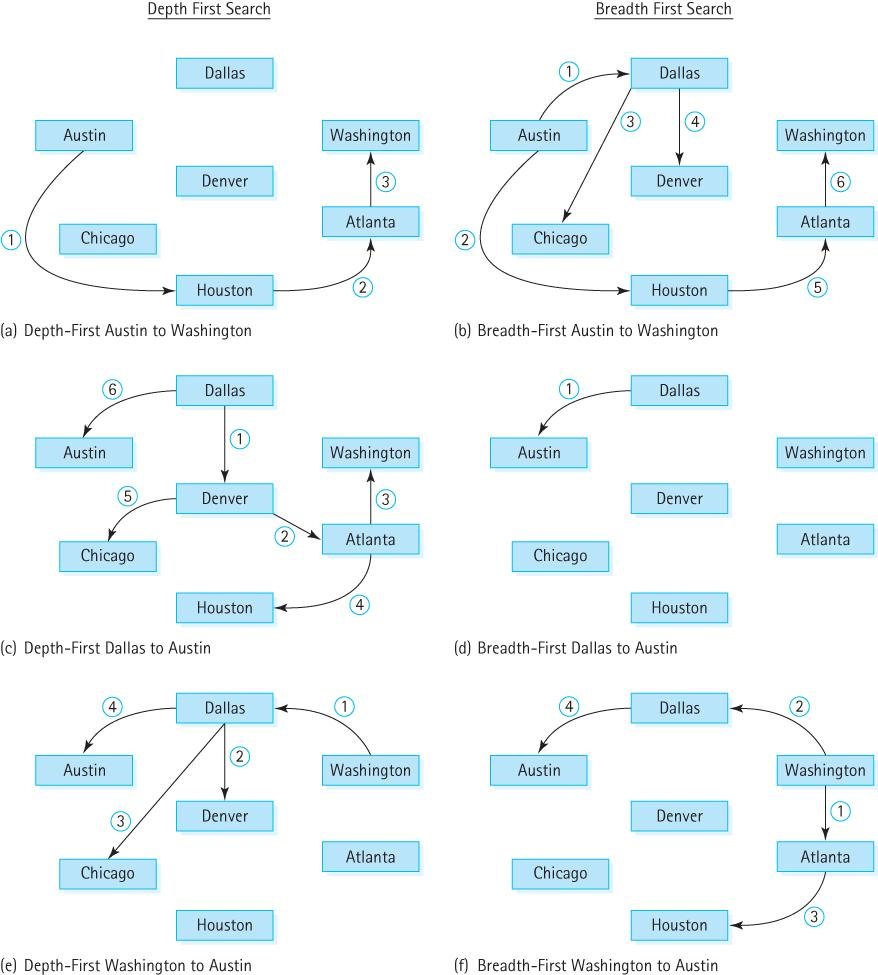 Depth First Search
Breadth First Search
Dallas
Austin
Washington
Denver
3
Atlanta
1
Chicago
Houston
2
(a) Depth-First Austin to Washington
1
Dallas
3
4
Austin
Washington
Denver
6
Atlanta
2
Chicago
Houston
5
(b) Breadth-First Austin to Washington
6
Dallas
1
Austin
Washington
5
Denver
3
2
Atlanta
Chicago
4
Houston
(c) Depth-First Dallas to Austin
1
Dallas
Austin
Washington
Denver
Atlanta
Chicago
Houston
(d) Breadth-First Dallas to Austin
4
Dallas
1
2
Austin
Washington
3
Denver
Atlanta
Chicago
Houston
(e) Depth-First Washington to Austin
4
Dallas
2
Austin
Washington
Denver
1
Atlanta
Chicago
3
Houston
(f) Breadth-First Washington to Austin